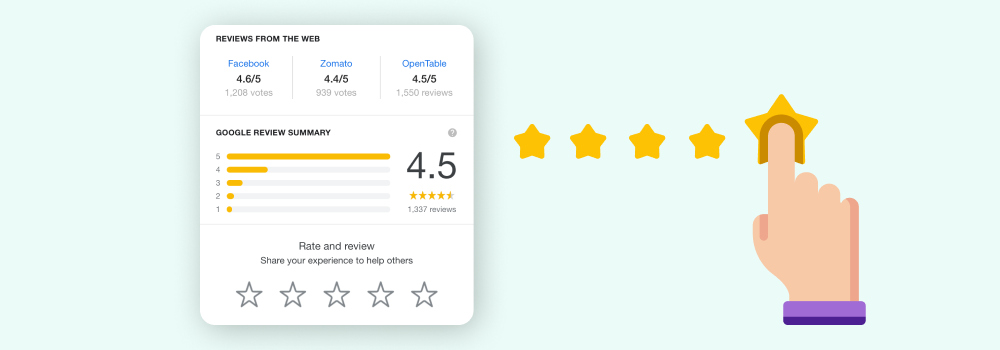 REVIEWS FROM THE WEB
Facebook Zomato OpenTable
4.6/5 4.4/5 4.5/5
1,208 votes 939 votes 1,550 reviews
GOOGLE REVIEW SUMMARY ?
5
4
3
2
1
4.5
1,337 reviews
Rate and review
Share your experience to help others